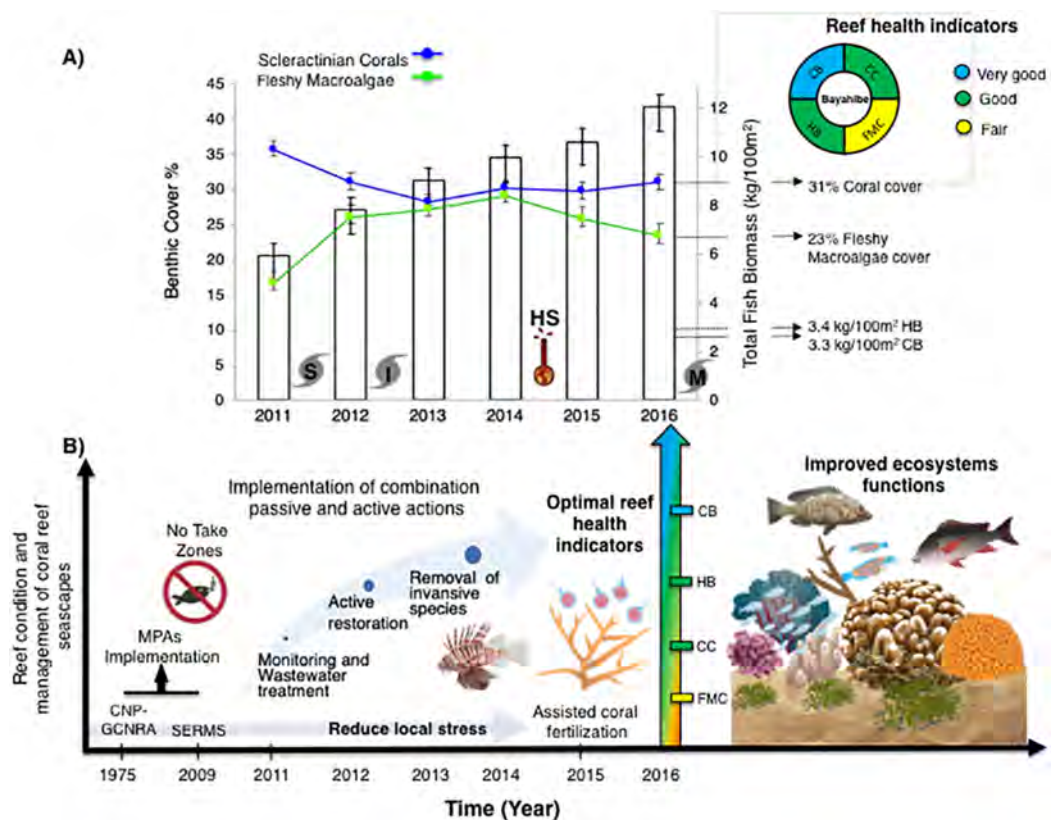 Reef health indicators
A)
Scleractinian Corals
Fleshy Macroalgae
CB
CC
HB
FMC
Bayahibe
Very good
Good
Fair
Benthic Cover %
45
40
35
30
25
20
15
10
5
0
12
10
8
6
4
2
0
Total Fish Biomass (kg/100m²)
31% Coral cover
23% Fleshy
Macroalgae cover
3.4 kg/100m² HB
3.3 kg/100m² CB
S
I
HS
M
2011
2012
2013
2014
2015
2016
B)
Reef condition and
management of coral reef
seascapes
Implementation of combination
passive and active actions
No Take
Zones
MPAs
Implementation
CNP-
GCNRA
SERMS
Monitoring and
Wastewater
treatment
Active
restoration
Removal of
invansive
species
Reduce local stress
Optimal reef
health
indicators
Assisted coral
fertilization
CB
HB
CC
FMC
Improved ecosystems
functions
1975
2009
2011
2012
2013
2014
2015
2016
Time (Year)